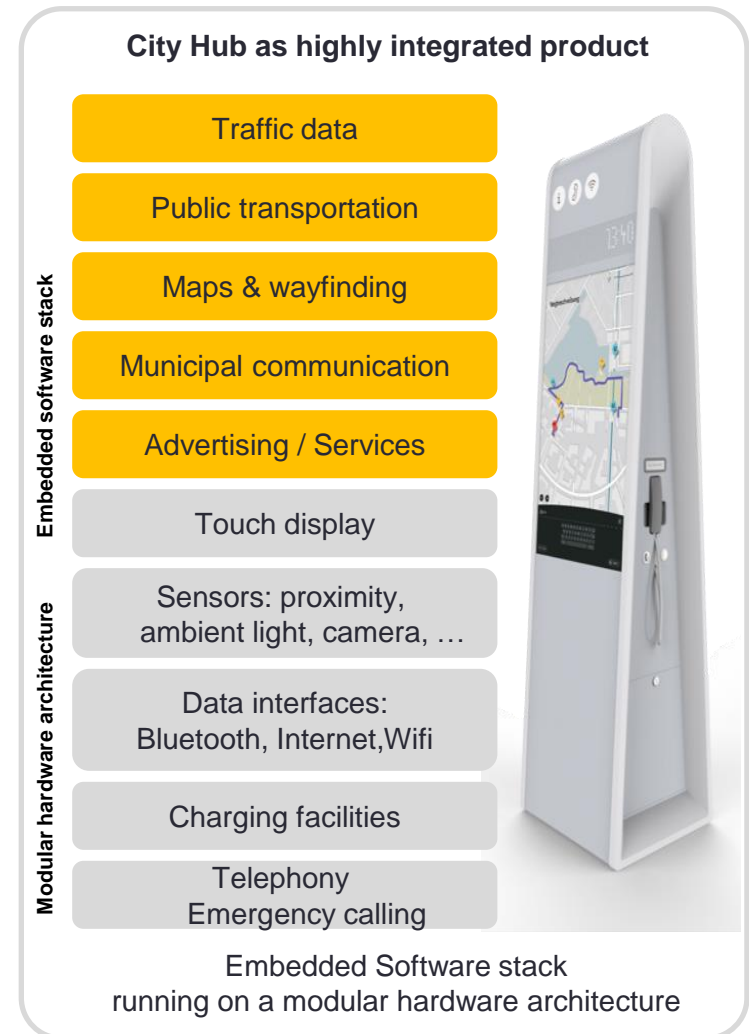 City Hub as highly integrated product
Traffic data
Public transportation
Maps & wayfinding
Municipal communication
Advertising / Services
Touch display
Sensors: proximity,
ambient light, camera, …
Data interfaces:
Bluetooth, Internet,Wifi
Charging facilities
Telephony
Emergency calling
Embedded software stack
Modular hardware architecture
13:40
Embedded Software stack
running on a modular hardware architecture